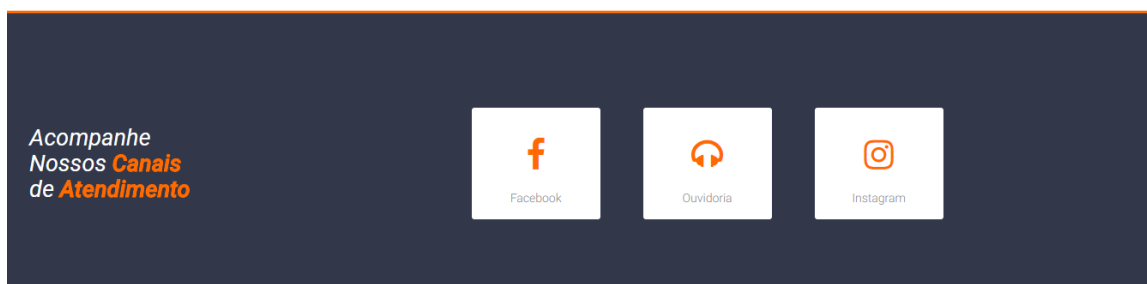 Acompanhe
Nossos Canais
de Atendimento
Facebook
Ouvidoria
Instagram